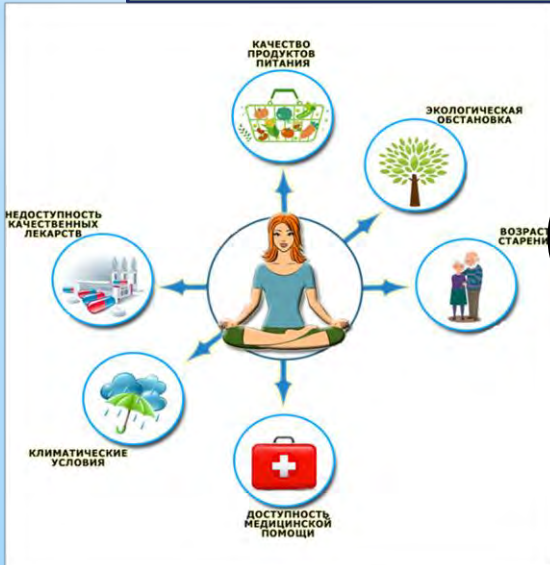 КАЧЕСТВО
ПРОДУКТОВ
ПИТАНИЯ
ЭКОЛОГИЧЕСКАЯ
ОБСТАНОВКА
НЕДОСТУПНОСТЬ
КАЧЕСТВЕННЫХ
ЛЕКАРСТВ
ВОЗРАСТ
СТАРЕНИ
КЛИМАТИЧЕСКИЕ
УСЛОВИЯ
ДОСТУПНОСТЬ
МЕДИЦИНСКОЙ
ПОМОЩИ